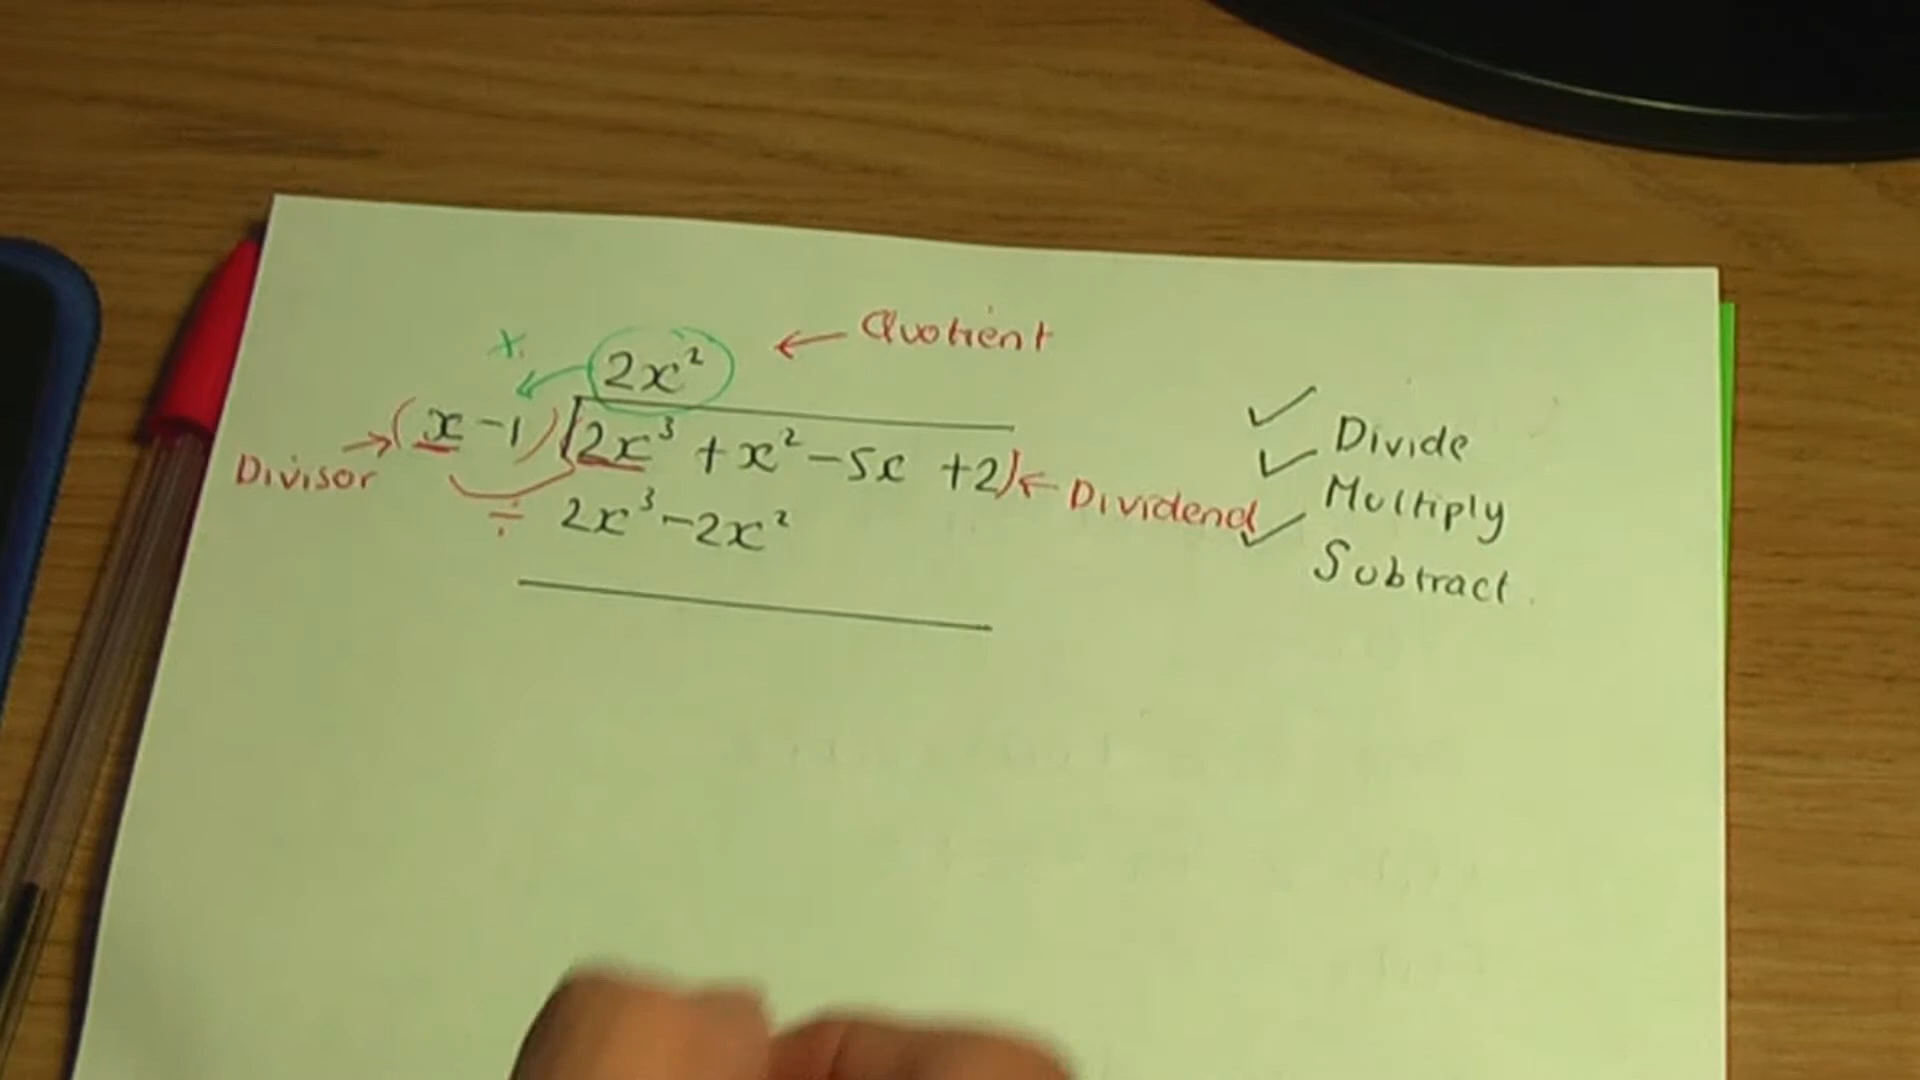 x. 2x² ← Quotient
(x-1) 2x³ + x² - 5x + 2) ← Dividend
Divisor →
÷ 2x³ - 2x²
✓ Divide
✓ Multiply
✓ Subtract.